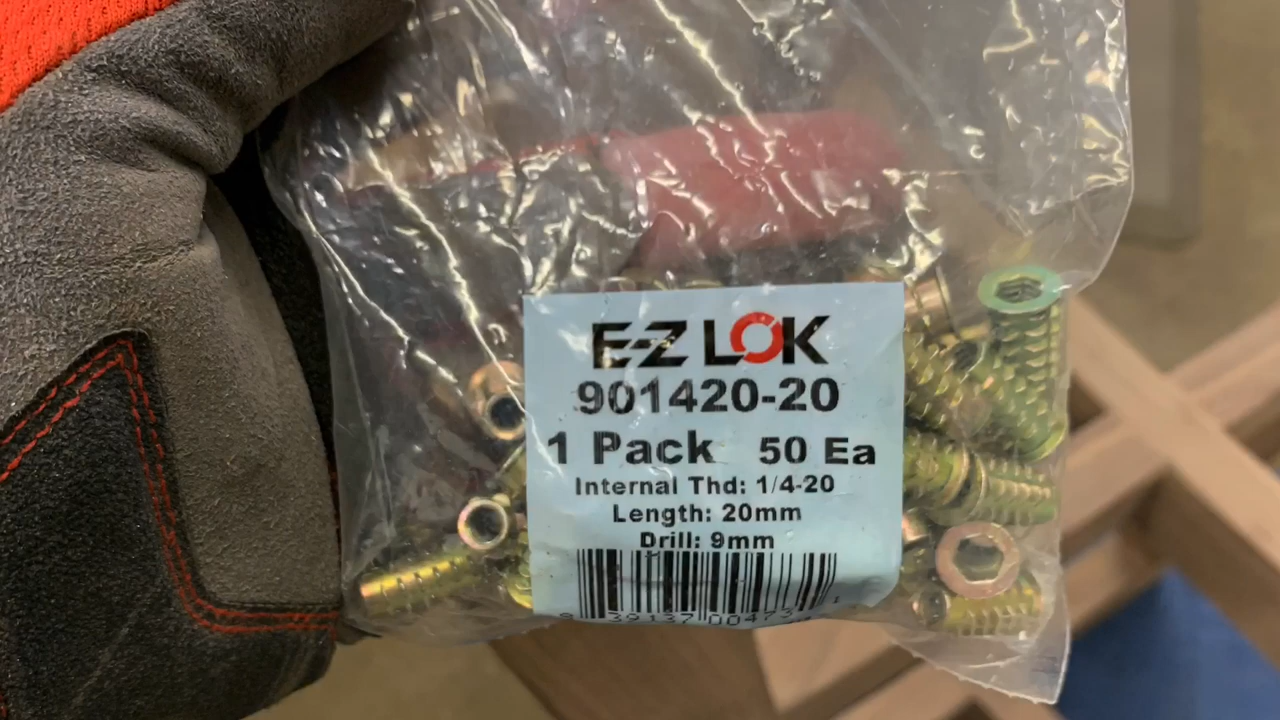 E-Z LOK
901420-20
1 Pack 50 Ea
Internal Thd: 1/4-20
Length: 20mm
Drill: 9mm